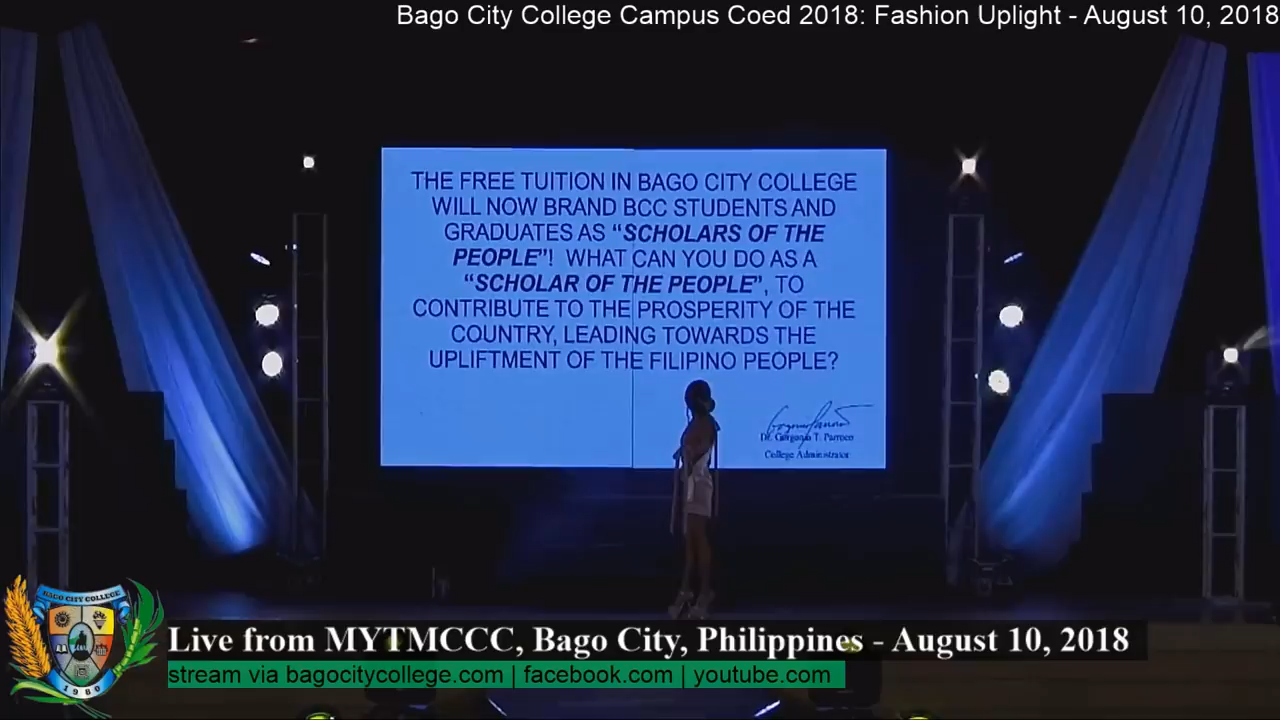 Bago City College Campus Coed 2018: Fashion Uplight - August 10, 2018
THE FREE TUITION IN BAGO CITY COLLEGE
WILL NOW BRAND BCC STUDENTS AND
GRADUATES AS “SCHOLARS OF THE
PEOPLE”! WHAT CAN YOU DO AS A
“SCHOLAR OF THE PEOPLE”, TO
CONTRIBUTE TO THE PROSPERITY OF THE
COUNTRY, LEADING TOWARDS THE
UPLIFTMENT OF THE FILIPINO PEOPLE?
Dr. T. Parroco
College Administrator
BAGO CITY COLLEGE
1980
Live from MYTMCCC, Bago City, Philippines - August 10, 2018
stream via bagocitycollege.com | facebook.com | youtube.com